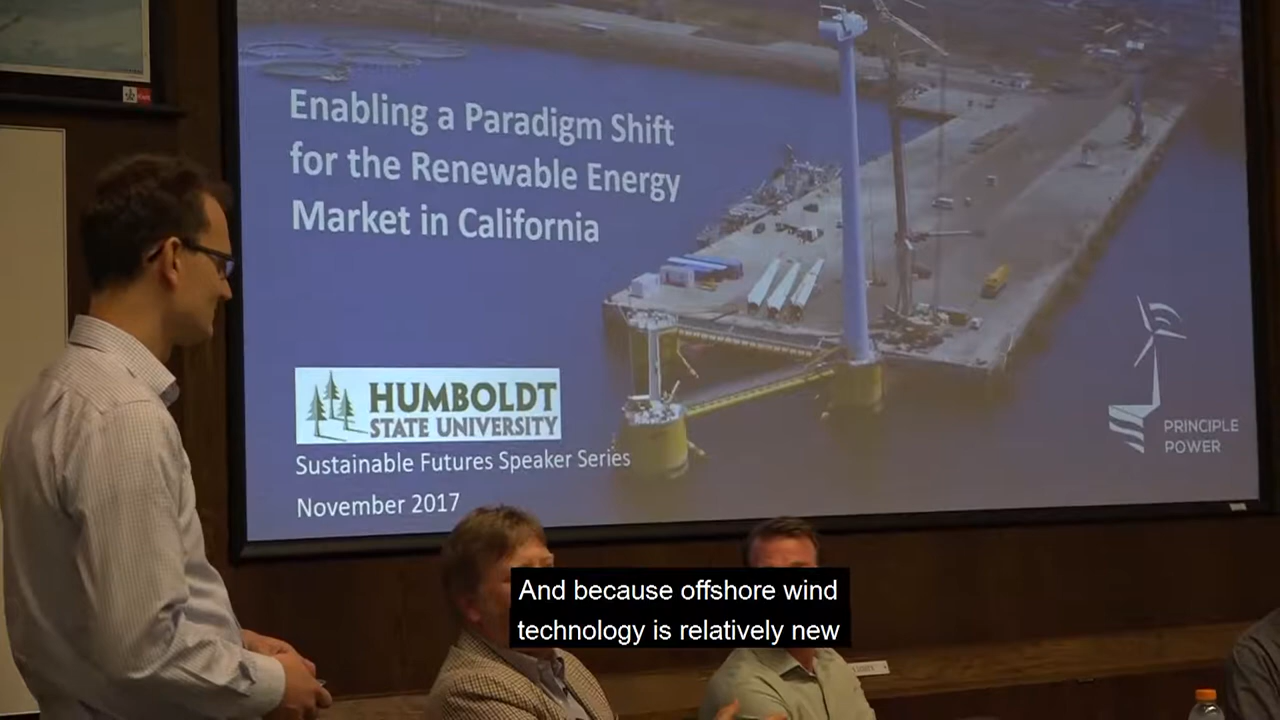 Enabling a Paradigm Shift
for the Renewable Energy
Market in California
HUMBOLDT
STATE UNIVERSITY
Sustainable Futures Speaker Series
November 2017
PRINCIPLE
POWER
And because offshore wind
technology is relatively new